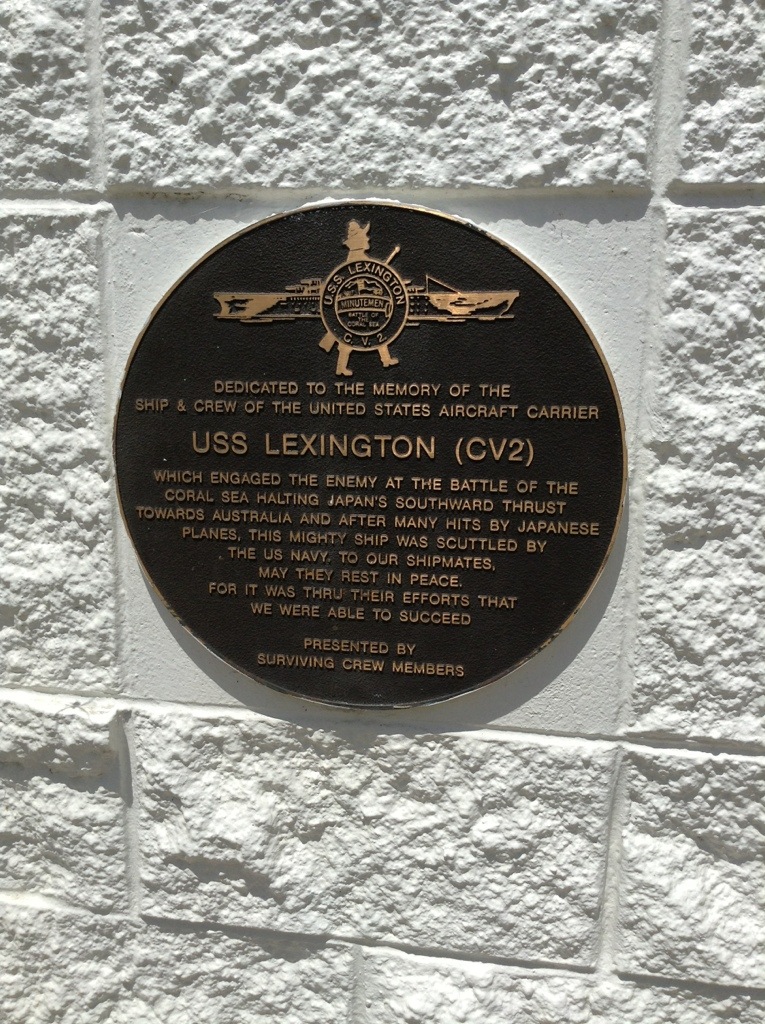 U.S.S. LEXINGTON
MINUTEMEN
BATTLE OF
THE
CORAL SEA
C. V. 2
DEDICATED TO THE MEMORY OF THE
SHIP & CREW OF THE UNITED STATES AIRCRAFT CARRIER
USS LEXINGTON (CV2)
WHICH ENGAGED THE ENEMY AT THE BATTLE OF THE
CORAL SEA HALTING JAPAN'S SOUTHWARD THRUST
TOWARDS AUSTRALIA AND AFTER MANY HITS BY JAPANESE
PLANES, THIS MIGHTY SHIP WAS SCUTTLED BY
THE US NAVY. TO OUR SHIPMATES,
MAY THEY REST IN PEACE.
FOR IT WAS THRU THEIR EFFORTS THAT
WE WERE ABLE TO SUCCEED
PRESENTED BY
SURVIVING CREW MEMBERS